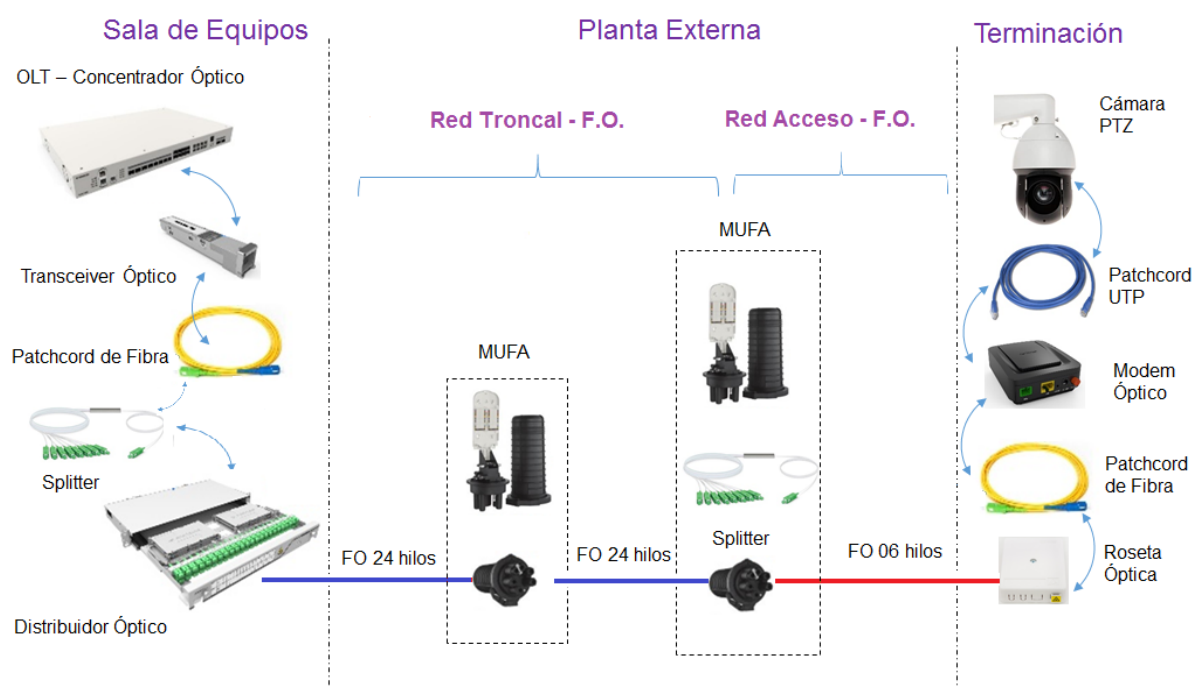 Sala de Equipos
Planta Externa
Terminación
OLT – Concentrador Óptico
Red Troncal - F.O.
Red Acceso - F.O.
Cámara
PTZ
Transceiver Óptico
MUFA
Patchcord
UTP
Patchcord de Fibra
MUFA
Modem
Óptico
Splitter
Patchcord
de Fibra
Splitter
FO 24 hilos
FO 24 hilos
FO 06 hilos
Roseta
Óptica
Distribuidor Óptico